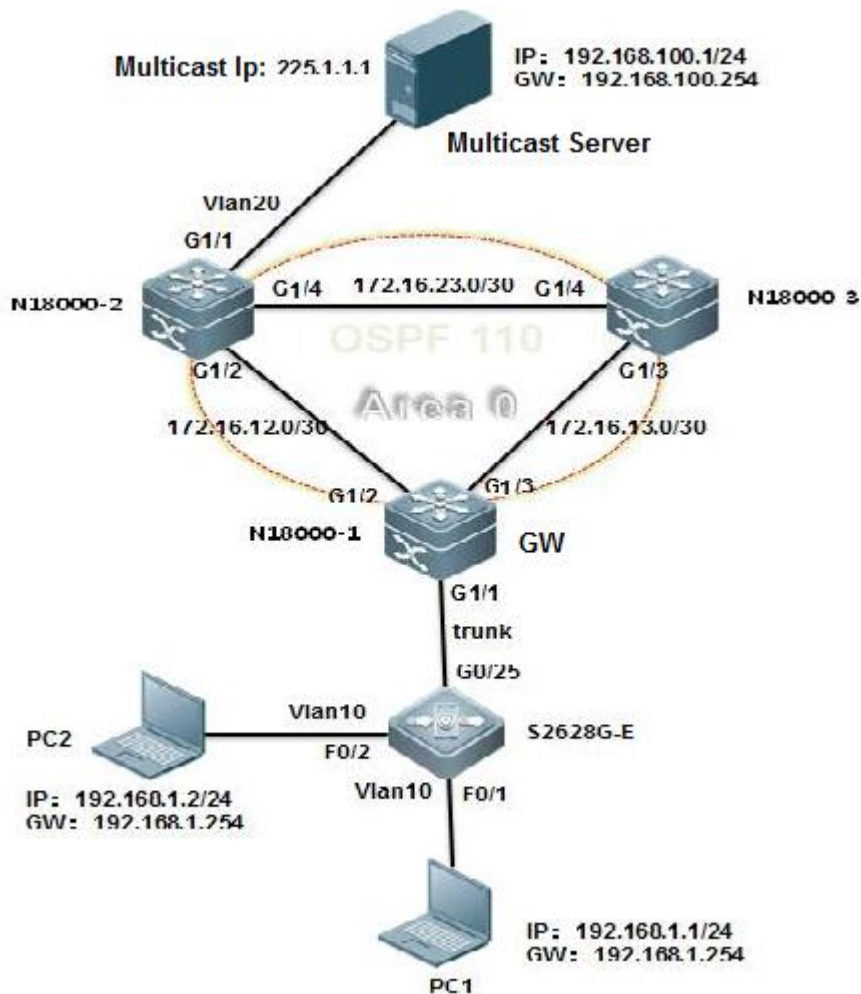 Multicast Ip: 225.1.1.1
IP: 192.168.100.1/24
GW: 192.168.100.254
Multicast Server
Vlan20
G1/1
N18000-2
G1/4
172.16.23.0/30
G1/4
N18000-3
OSPF 110
G1/2
G1/3
Area 0
172.16.12.0/30
172.16.13.0/30
G1/2
G1/3
N18000-1
GW
G1/1
trunk
G0/25
Vlan10
S2628G-E
PC2
F0/2
Vlan10
F0/1
IP: 192.168.1.2/24
GW: 192.168.1.254
IP: 192.168.1.1/24
GW: 192.168.1.254
PC1